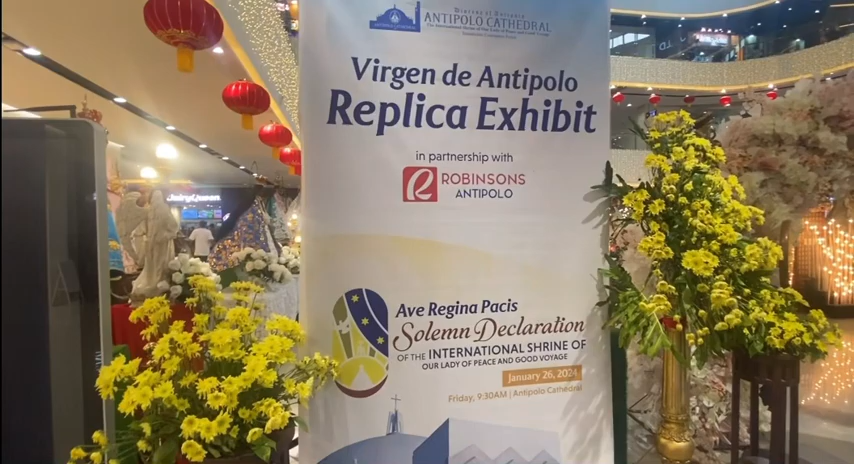 Diocese of Antipolo
ANTIPOLO CATHEDRAL
Virgen de Antipolo
Replica Exhibit
in partnership with
R ROBINSONS
ANTIPOLO
Ave Regina Pacis
Solemn Declaration
OF THE INTERNATIONAL SHRINE OF
OUR LADY OF PEACE AND GOOD VOYAGE
January 26, 2024
Friday, 9:30AM | Antipolo Cathedral
Dairy Queen